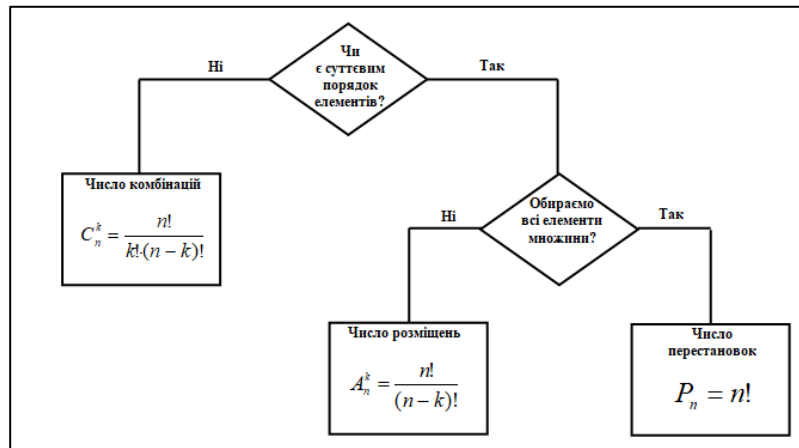 Чи
є суттєвим
порядок
елементів?
Ні
Так
Число комбінацій
C_n^k = n! / (k!·(n − k)!)
Обираємо
всі елементи
множини?
Ні
Так
Число розміщень
A_n^k = n! / (n − k)!
Число
перестановок
P_n = n!